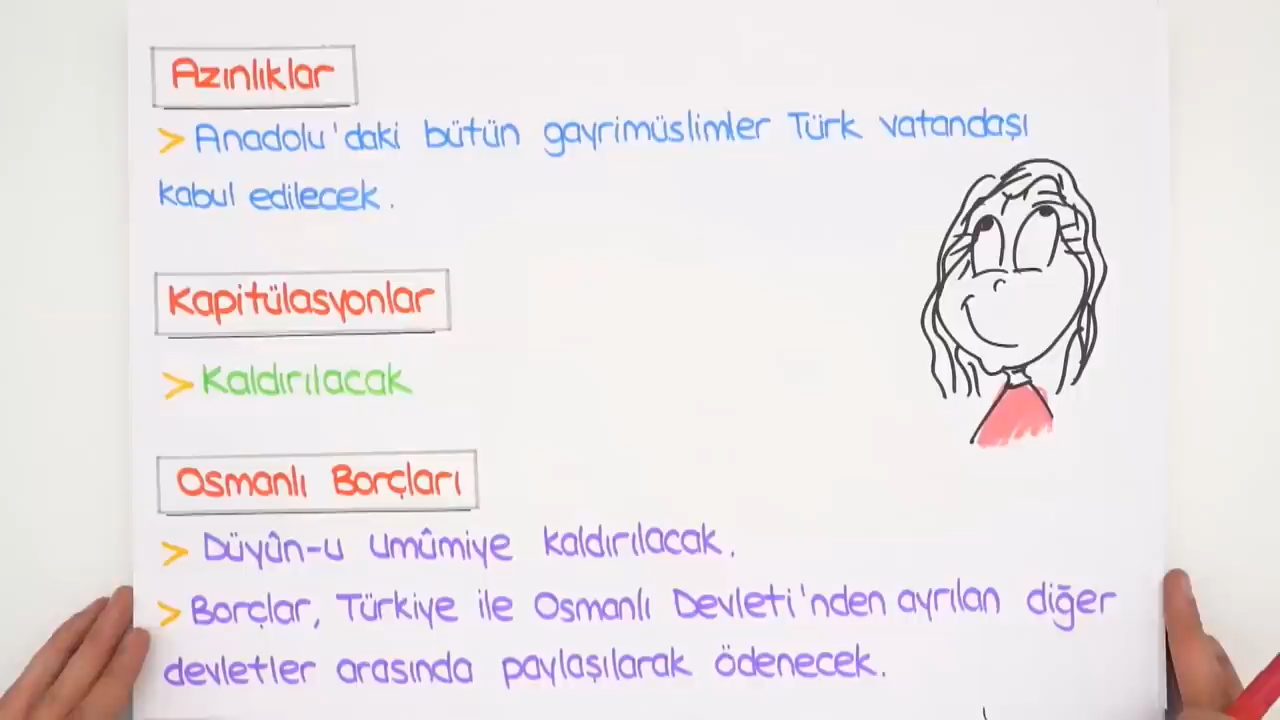 Azınlıklar
> Anadolu'daki bütün gayrimüslimler Türk vatandaşı
kabul edilecek.
Kapitülasyonlar
> Kaldırılacak
Osmanlı Borçları
> Düyûn-u Umûmiye kaldırılacak.
> Borçlar, Türkiye ile Osmanlı Devleti'nden ayrılan diğer
devletler arasında paylaşılarak ödenecek.